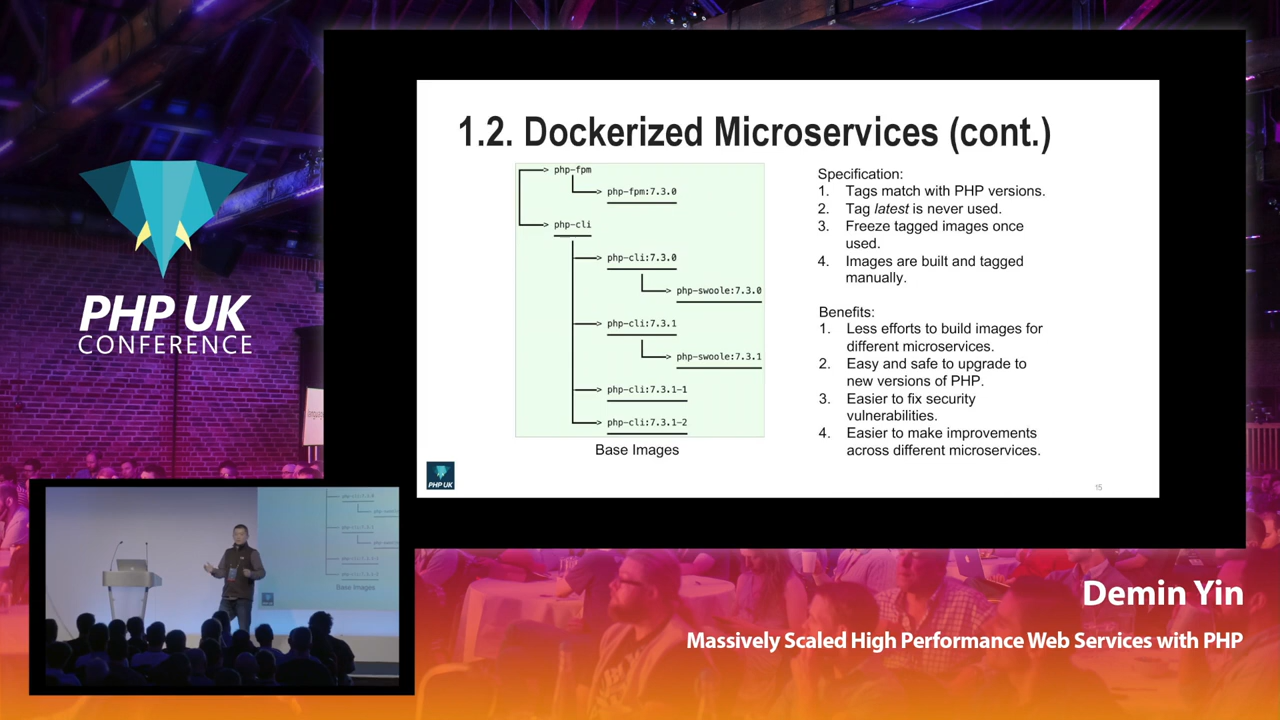 1.2. Dockerized Microservices (cont.)
php-fpm
php-fpm:7.3.0
php-cli
php-cli:7.3.0
php-swoole:7.3.0
php-cli:7.3.1
php-swoole:7.3.1
php-cli:7.3.1-1
php-cli:7.3.1-2
Base Images
Specification:
1. Tags match with PHP versions.
2. Tag latest is never used.
3. Freeze tagged images once
used.
4. Images are built and tagged
manually.
Benefits:
1. Less efforts to build images for
different microservices.
2. Easy and safe to upgrade to
new versions of PHP.
3. Easier to fix security
vulnerabilities.
4. Easier to make improvements
across different microservices.
PHP UK
15
PHP UK
CONFERENCE
Base Images
Demin Yin
Massively Scaled High Performance Web Services with PHP